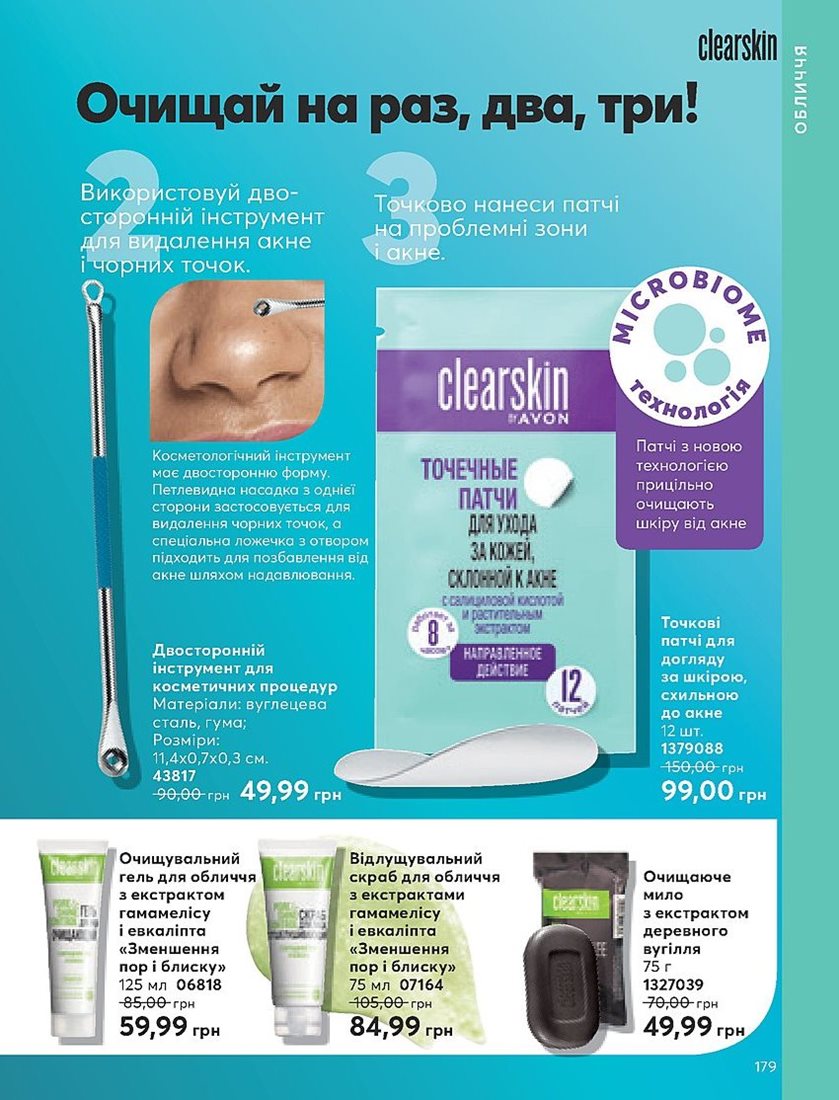 clearskin
ОБЛИЧЧЯ
Очищай на раз, два, три!
2
Використовуй дво-
сторонній інструмент
для видалення акне
і чорних точок.
3
Точково нанеси патчі
на проблемні зони
і акне.
MICROBIOME
технологія
Патчі з новою
технологією
прицільно
очищають
шкіру від акне
clearskin
BY AVON
ТОЧЕЧНЫЕ
ПАТЧИ
ДЛЯ УХОДА
ЗА КОЖЕЙ,
СКЛОННОЙ К АКНЕ
с салициловой кислотой
и растительным
экстрактом
работает за
8
часов
НАПРАВЛЕННОЕ
ДЕЙСТВИЕ
12
патчей
Косметологічний інструмент
має двосторонню форму.
Петлевидна насадка з однієї
сторони застосовується для
видалення чорних точок, а
спеціальна ложечка з отвором
підходить для позбавлення від
акне шляхом надавлювання.
Двосторонній
інструмент для
косметичних процедур
Матеріали: вуглецева
сталь, гума;
Розміри:
11,4х0,7х0,3 см.
43817
90,00 грн 49,99 грн
Точкові
патчі для
догляду
за шкірою,
схильною
до акне
12 шт.
1379088
150,00 грн
99,00 грн
clearskin
ГЕЛЬ
ОЧИЩАЮЩИЙ
Очищувальний
гель для обличчя
з екстрактом
гамамелісу
і евкаліпта
«Зменшення
пор і блиску»
125 мл 06818
85,00 грн
59,99 грн
clearskin
СКРАБ
Відлущувальний
скраб для обличчя
з екстрактами
гамамелісу
і евкаліпта
«Зменшення
пор і блиску»
75 мл 07164
105,00 грн
84,99 грн
clearskin
Очищаюче
мило
з екстрактом
деревного
вугілля
75 г
1327039
70,00 грн
49,99 грн
179